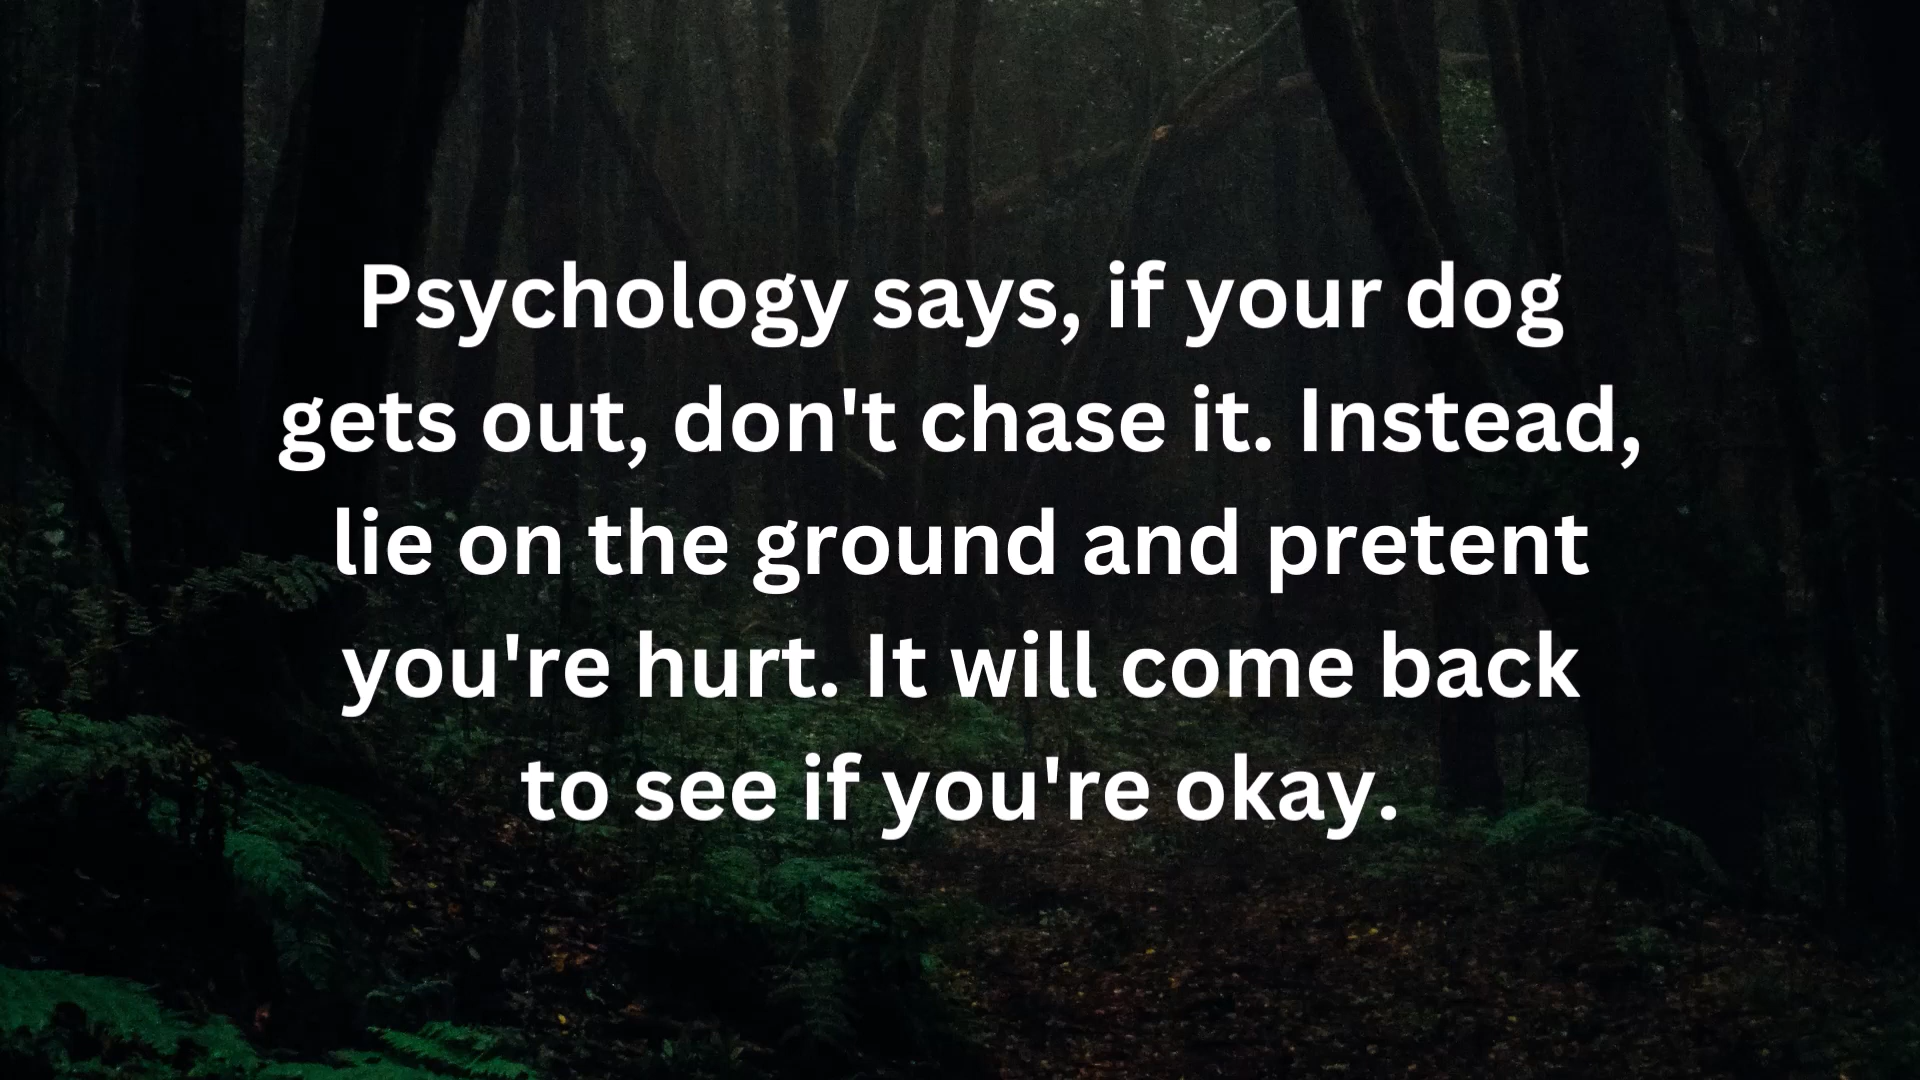 Psychology says, if your dog
gets out, don't chase it. Instead,
lie on the ground and pretent
you're hurt. It will come back
to see if you're okay.